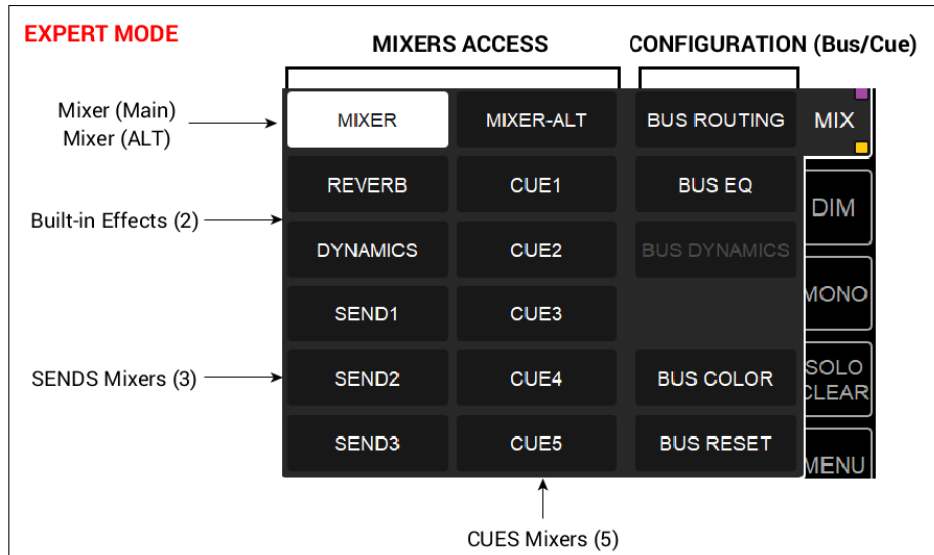 EXPERT MODE
MIXERS ACCESS
CONFIGURATION (Bus/Cue)
Mixer (Main)
Mixer (ALT)
MIXER
MIXER-ALT
BUS ROUTING
MIX
Built-in Effects (2)
REVERB
CUE1
BUS EQ
DIM
DYNAMICS
CUE2
BUS DYNAMICS
SEND1
CUE3
MONO
SENDS Mixers (3)
SEND2
CUE4
BUS COLOR
SOLO
CLEAR
SEND3
CUE5
BUS RESET
MENU
CUES Mixers (5)